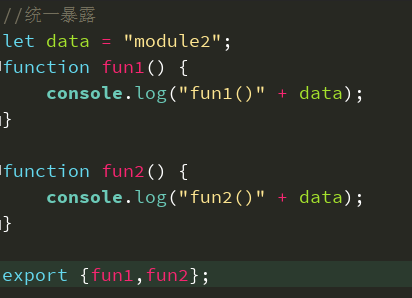 //统一暴露
let data = "module2";
function fun1() {
    console.log("fun1()" + data);
}
function fun2() {
    console.log("fun2()" + data);
}
export {fun1,fun2};